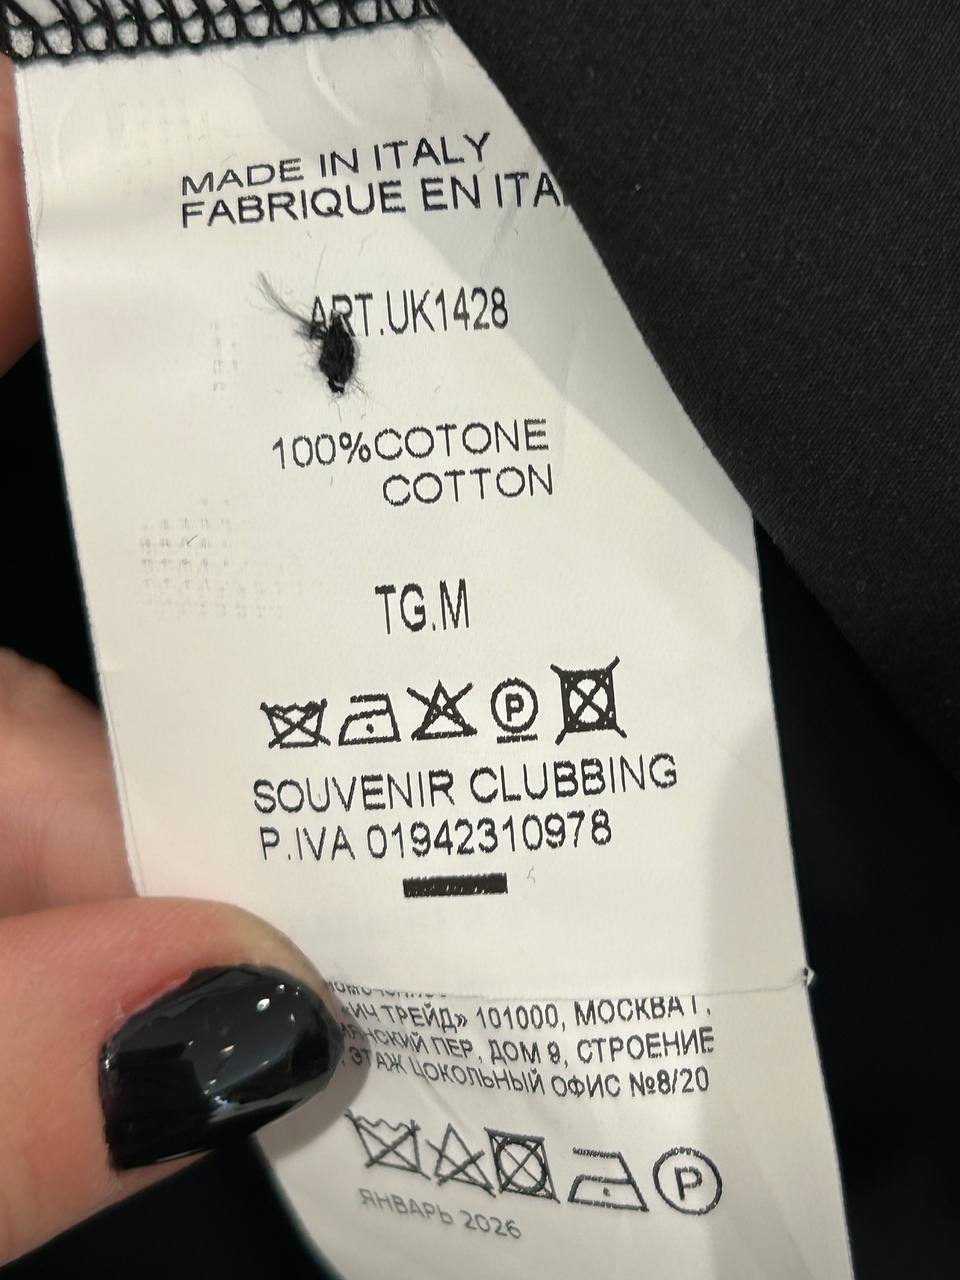 MADE IN ITALY
FABRIQUE EN ITA
ART.UK1428
100%COTONE
COTTON
TG.M
P
SOUVENIR CLUBBING
P.IVA 01942310978
ТРЕЙД» 101000, МОСКВА Г,
ПЕР, ДОМ 9, СТРОЕНИЕ
ЭТАЖ ЦОКОЛЬНЫЙ ОФИС №8/20
P
ЯНВАРЬ 2026